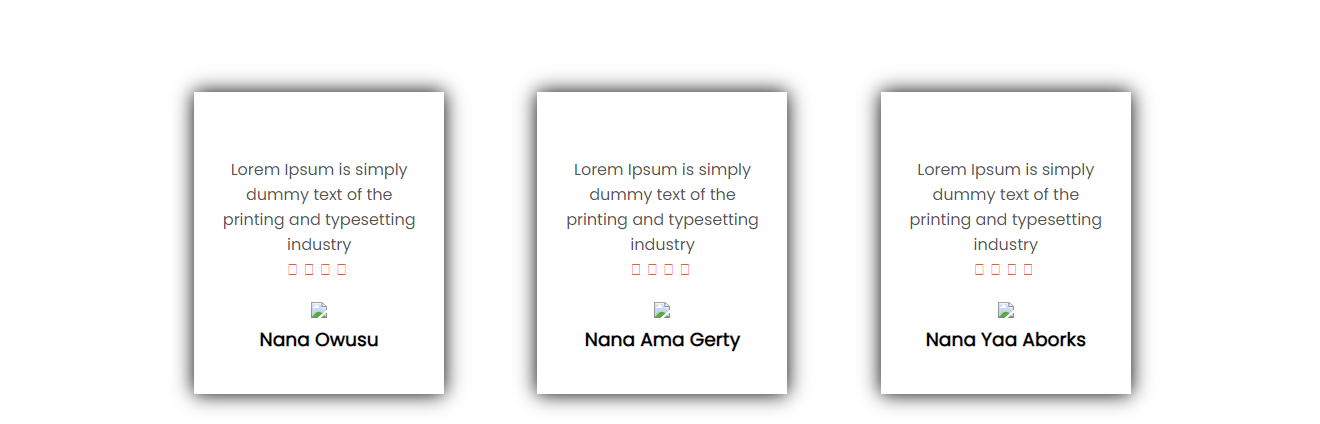 Lorem Ipsum is simply
dummy text of the
printing and typesetting
industry
Nana Owusu
Lorem Ipsum is simply
dummy text of the
printing and typesetting
industry
Nana Ama Gerty
Lorem Ipsum is simply
dummy text of the
printing and typesetting
industry
Nana Yaa Aborks